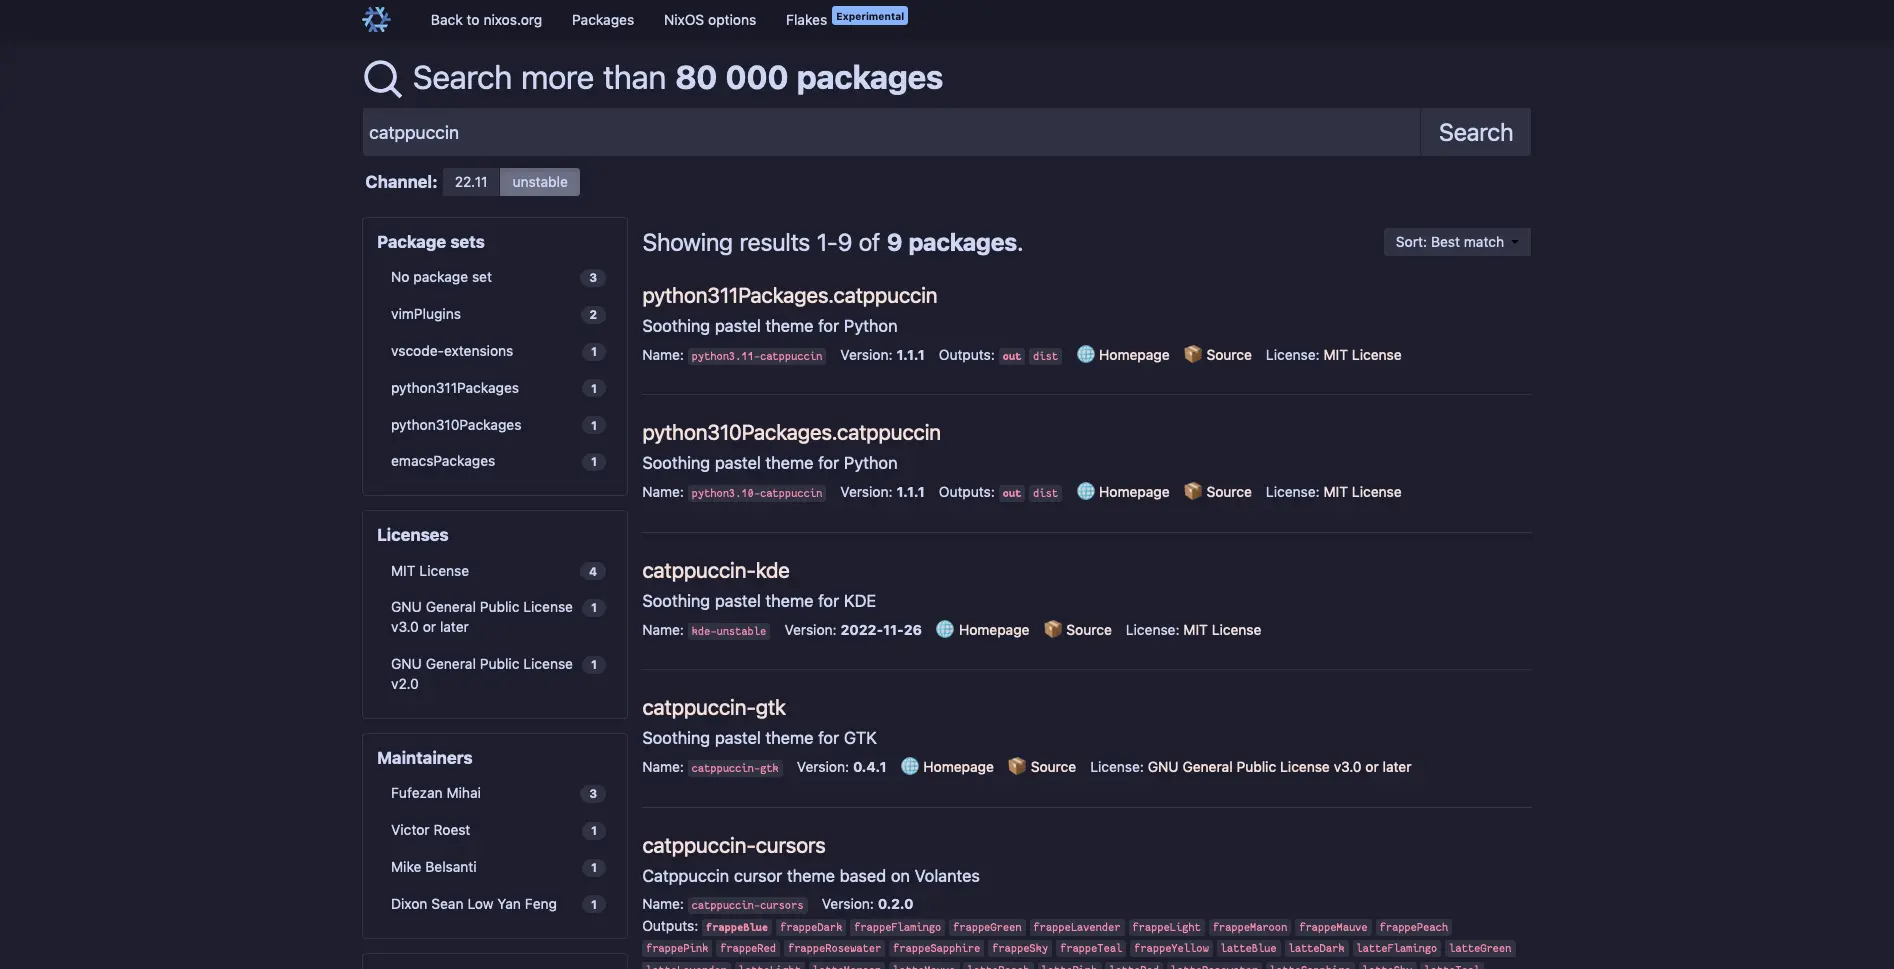 Back to nixos.org Packages NixOS options Flakes Experimental
Search more than 80 000 packages
catppuccin Search
Channel: 22.11 unstable
Package sets
No package set 3
vimPlugins 2
vscode-extensions 1
python311Packages 1
python310Packages 1
emacsPackages 1
Licenses
MIT License 4
GNU General Public License 1
v3.0 or later
GNU General Public License 1
v2.0
Maintainers
Fufezan Mihai 3
Victor Roest 1
Mike Belsanti 1
Dixon Sean Low Yan Feng 1
Showing results 1-9 of 9 packages.
Sort: Best match
python311Packages.catppuccin
Soothing pastel theme for Python
Name: python3.11-catppuccin Version: 1.1.1 Outputs: out dist Homepage Source License: MIT License
python310Packages.catppuccin
Soothing pastel theme for Python
Name: python3.10-catppuccin Version: 1.1.1 Outputs: out dist Homepage Source License: MIT License
catppuccin-kde
Soothing pastel theme for KDE
Name: kde-unstable Version: 2022-11-26 Homepage Source License: MIT License
catppuccin-gtk
Soothing pastel theme for GTK
Name: catppuccin-gtk Version: 0.4.1 Homepage Source License: GNU General Public License v3.0 or later
catppuccin-cursors
Catppuccin cursor theme based on Volantes
Name: catppuccin-cursors Version: 0.2.0
Outputs: frappeBlue frappeDark frappeFlamingo frappeGreen frappeLavender frappeLight frappeMaroon frappeMauve frappePeach
frappePink frappeRed frappeRosewater frappeSapphire frappeSky frappeTeal frappeYellow latteBlue latteDark latteFlamingo latteGreen